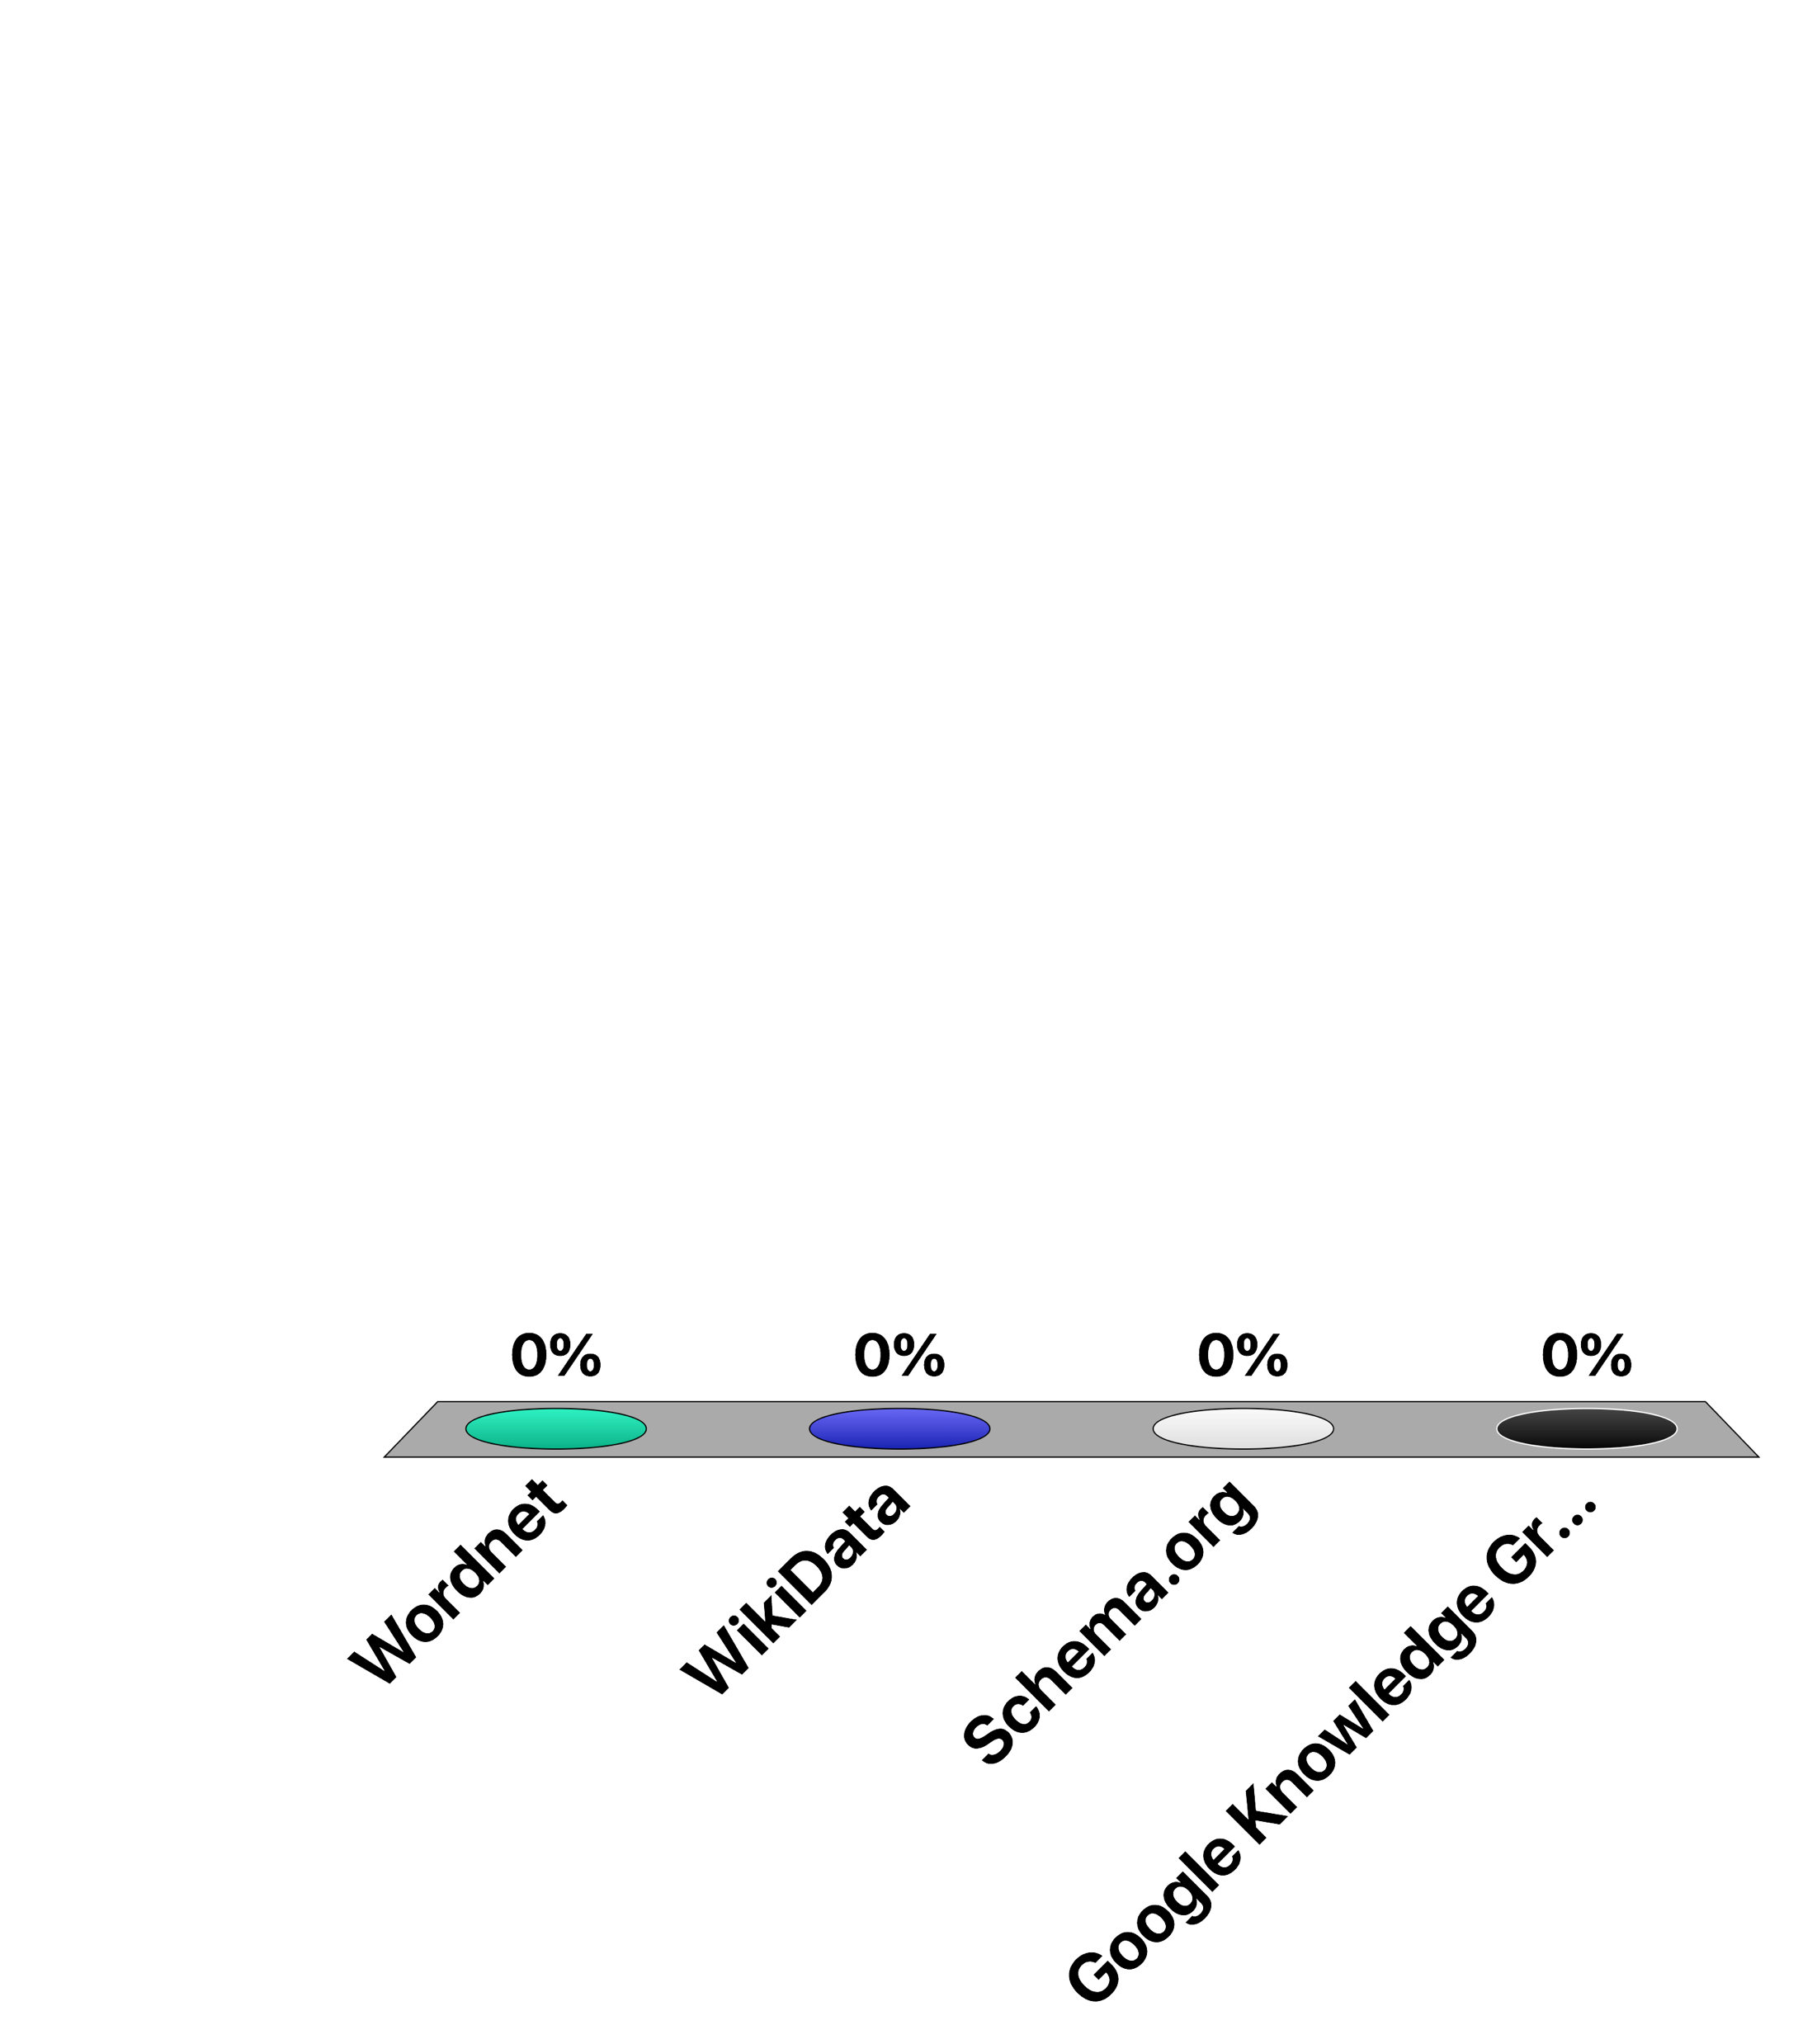 0%
0%
0%
0%
Wordnet
WikiData
Schema.org
Google Knowledge Gr...